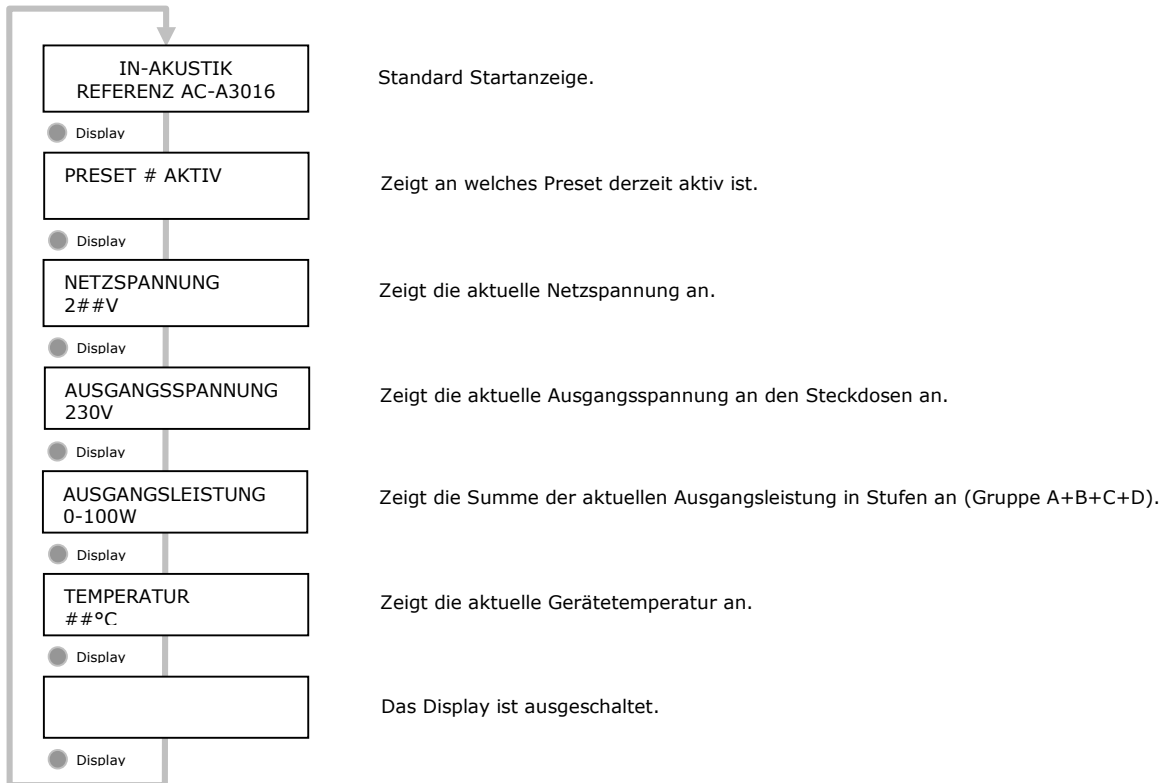 IN-AKUSTIK
REFERENZ AC-A3016
Standard Startanzeige.
Display
PRESET # AKTIV
Zeigt an welches Preset derzeit aktiv ist.
Display
NETZSPANNUNG
2##V
Zeigt die aktuelle Netzspannung an.
Display
AUSGANGSSPANNUNG
230V
Zeigt die aktuelle Ausgangsspannung an den Steckdosen an.
Display
AUSGANGSLEISTUNG
0-100W
Zeigt die Summe der aktuellen Ausgangsleistung in Stufen an (Gruppe A+B+C+D).
Display
TEMPERATUR
##°C
Zeigt die aktuelle Gerätetemperatur an.
Display
Das Display ist ausgeschaltet.
Display